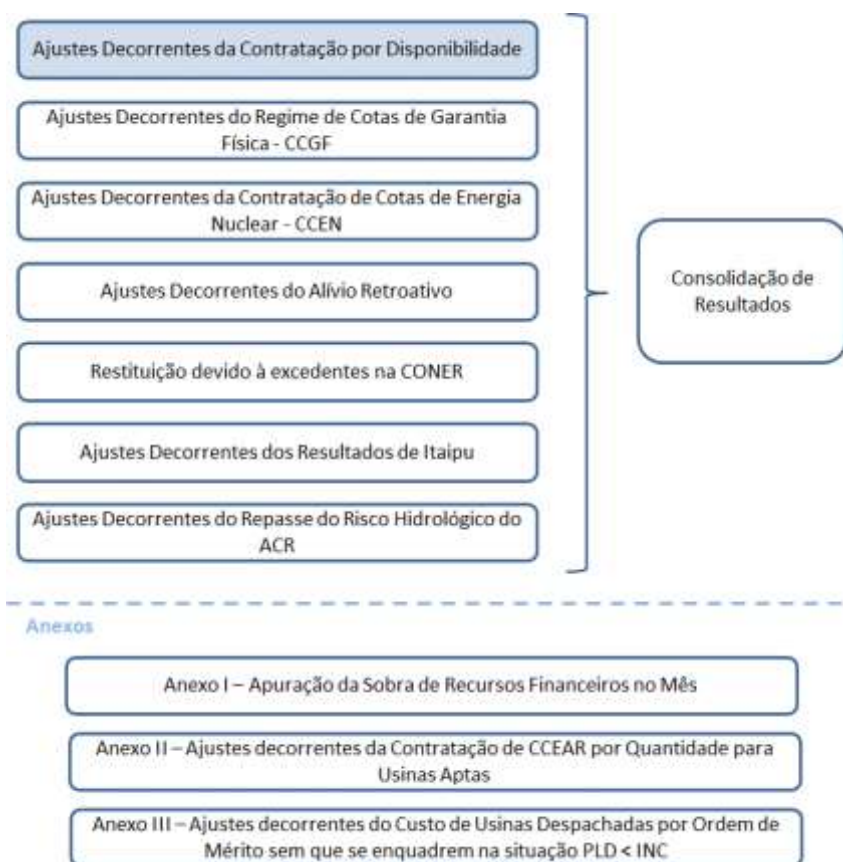 Ajustes Decorrentes da Contratação por Disponibilidade
Ajustes Decorrentes do Regime de Cotas de Garantia
Física - CCGF
Ajustes Decorrentes da Contratação de Cotas de Energia
Nuclear - CCEN
Ajustes Decorrentes do Alívio Retroativo
Restituição devido à excedentes na CONER
Ajustes Decorrentes dos Resultados de Itaipu
Ajustes Decorrentes do Repasse do Risco Hidrológico do
ACR
Consolidação de
Resultados
Anexos
Anexo I – Apuração da Sobra de Recursos Financeiros no Mês
Anexo II – Ajustes decorrentes da Contratação de CCEAR por Quantidade para
Usinas Aptas
Anexo III – Ajustes decorrentes do Custo de Usinas Despachadas por Ordem de
Mérito sem que se enquadrem na situação PLD < INC